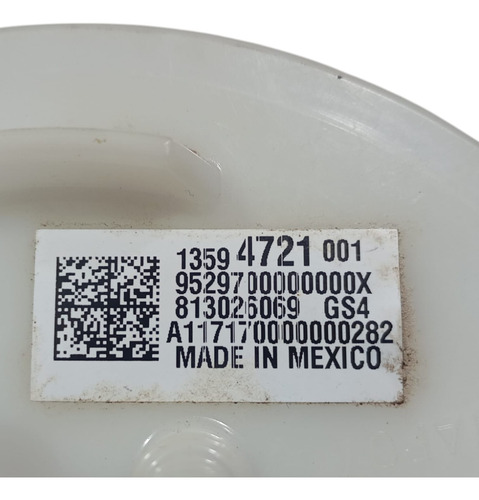 1359 4721 001
9529700000000X
813026069 GS4
A117170000000282
MADE IN MEXICO